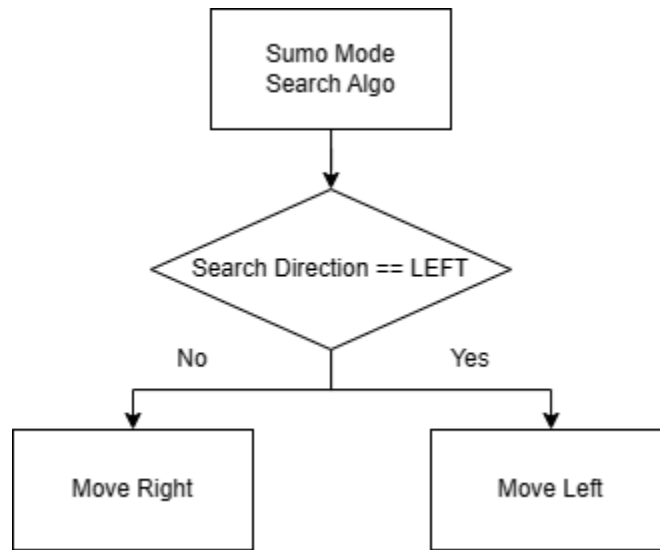 Sumo Mode
Search Algo
Search Direction == LEFT
No
Yes
Move Right
Move Left